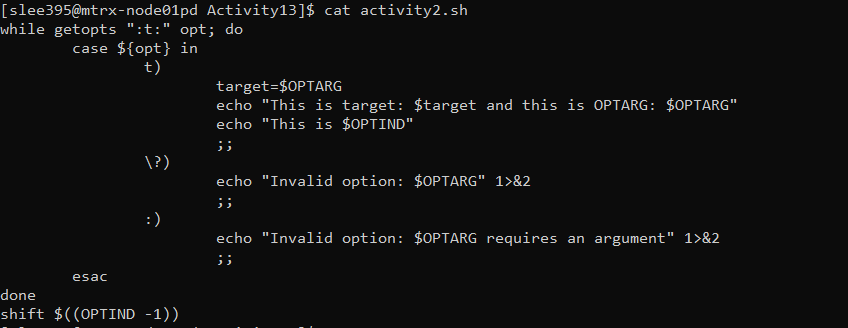 [slee395@mtrx-node01pd Activity13]$ cat activity2.sh
while getopts ":t:" opt; do
        case ${opt} in
                t)
                        target=$OPTARG
                        echo "This is target: $target and this is OPTARG: $OPTARG"
                        echo "This is $OPTIND"
                        ;;
                \?)
                        echo "Invalid option: $OPTARG" 1>&2
                        ;;
                :)
                        echo "Invalid option: $OPTARG requires an argument" 1>&2
                        ;;
        esac
done
shift $((OPTIND -1))